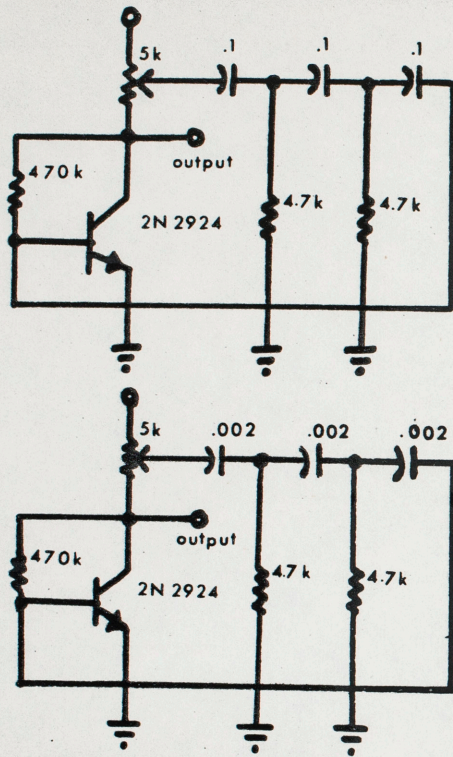 5k .1 .1 .1
output
470k
2N 2924 4.7k 4.7k
5k .002 .002 .002
output
470k
2N 2924 4.7k 4.7k